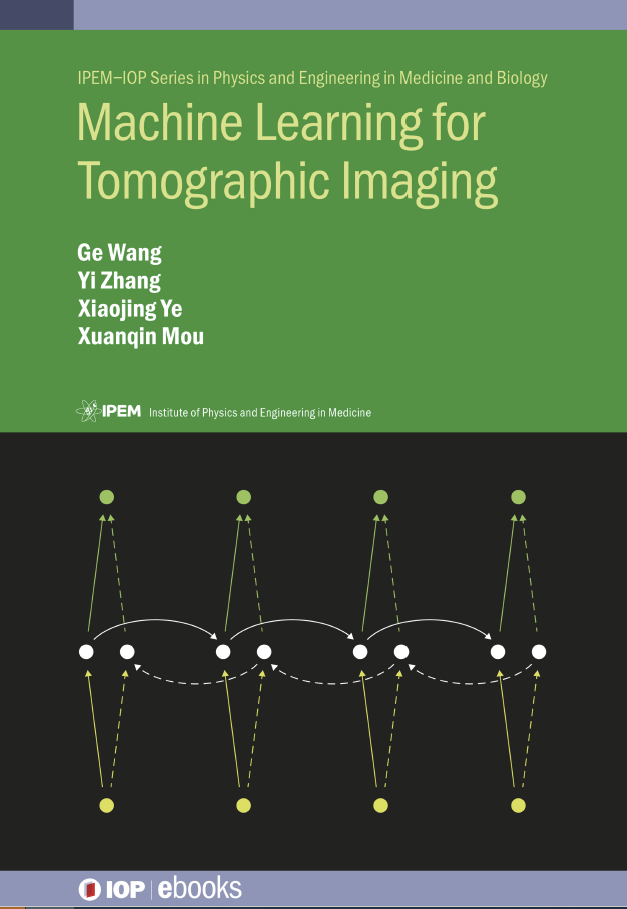 IPEM–IOP Series in Physics and Engineering in Medicine and Biology
Machine Learning for
Tomographic Imaging
Ge Wang
Yi Zhang
Xiaojing Ye
Xuanqin Mou
IPEM Institute of Physics and Engineering in Medicine
IOP | ebooks